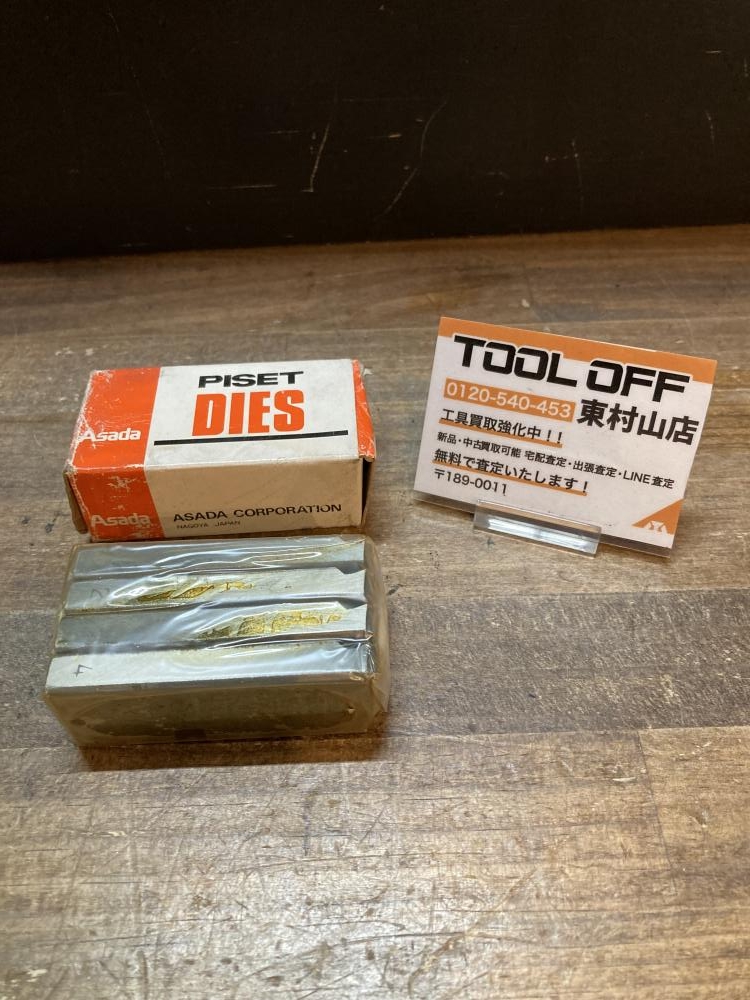 PISET
DIES
Asada
Asada
ASADA CORPORATION
NAGOYA JAPAN
4
TOOL OFF
0120-540-453 東村山店
工具買取強化中!!
新品・中古買取可能 宅配査定・出張査定・LINE査定
無料で査定いたします!
〒189-0011